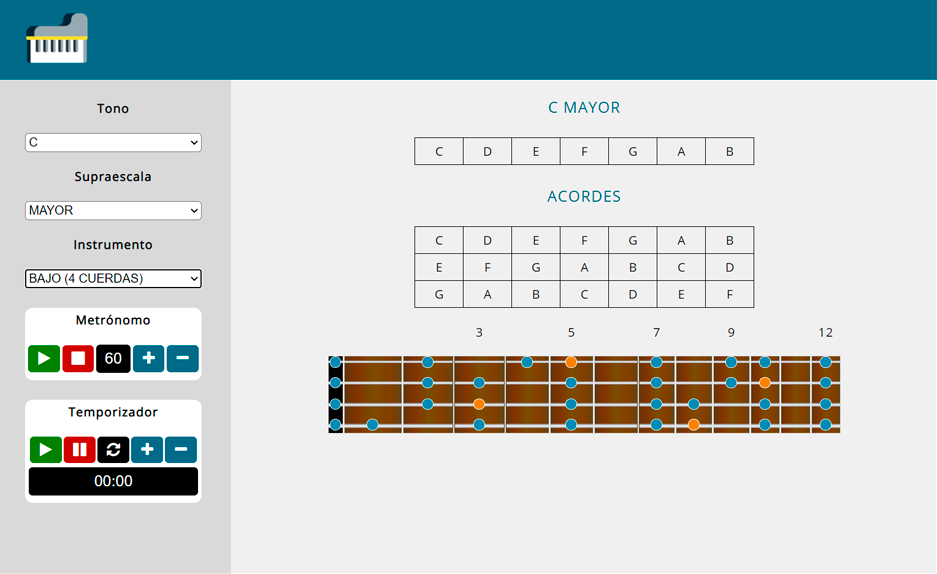 Tono
C
Supraescala
MAYOR
Instrumento
BAJO (4 CUERDAS)
Metrónomo
60
Temporizador
00:00
C MAYOR
C D E F G A B
ACORDES
C D E F G A B
E F G A B C D
G A B C D E F
3 5 7 9 12